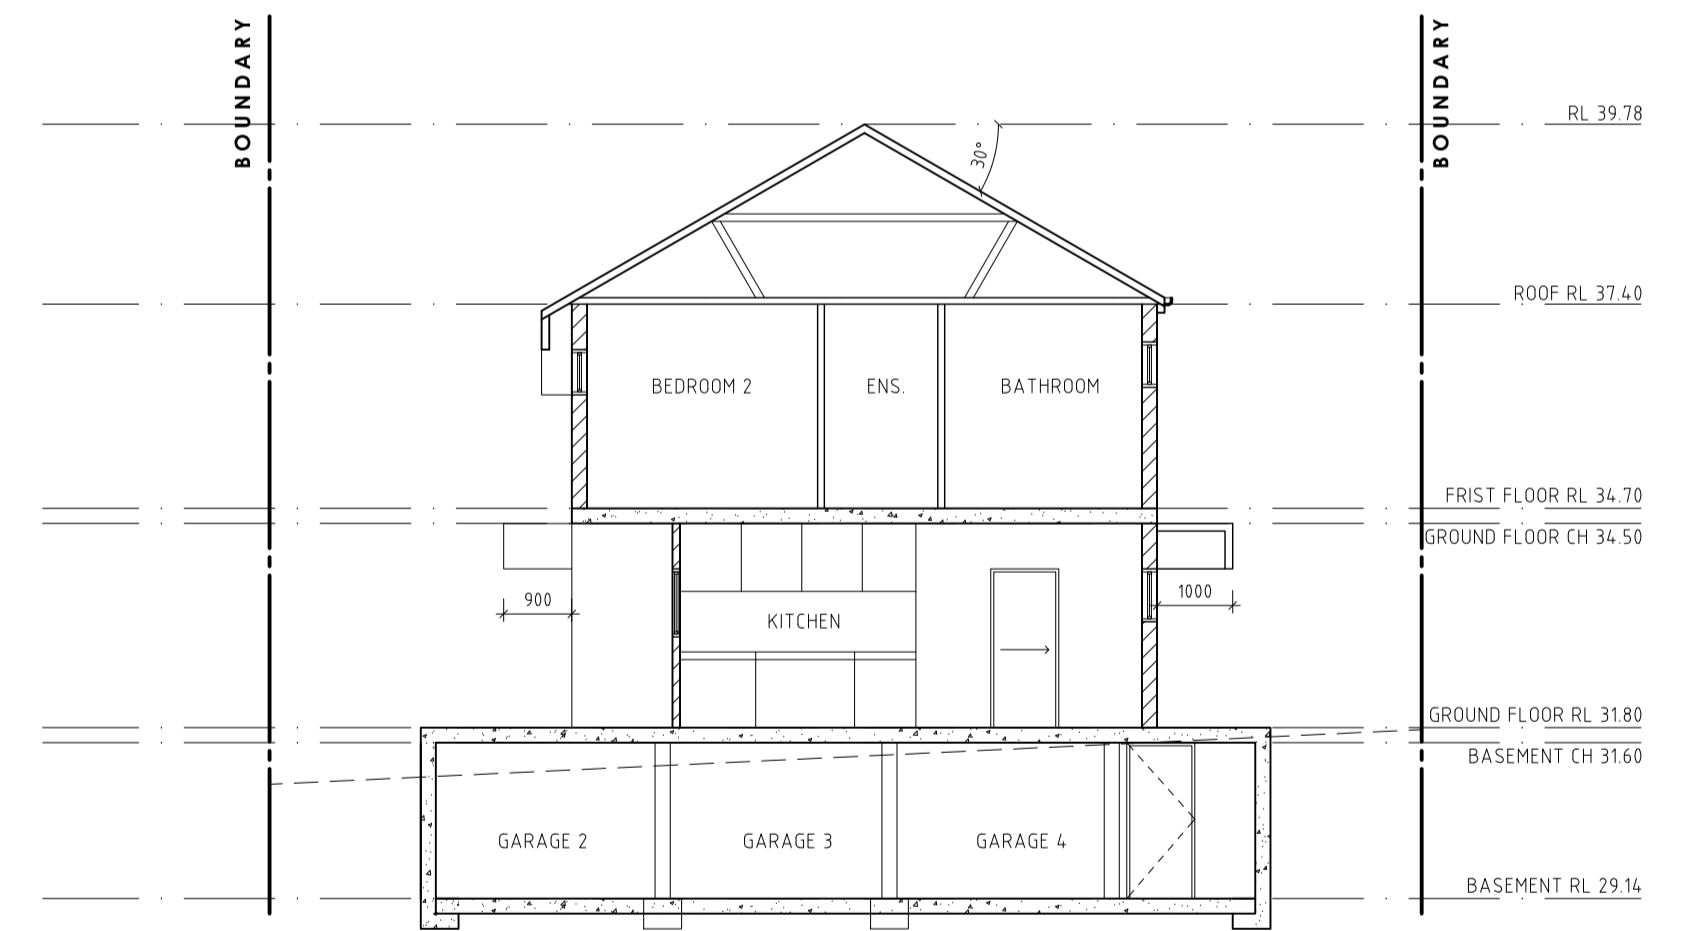 BOUNDARY
BOUNDARY
RL 39.78
30°
ROOF RL 37.40
BEDROOM 2
ENS.
BATHROOM
FRIST FLOOR RL 34.70
GROUND FLOOR CH 34.50
900
1000
KITCHEN
GROUND FLOOR RL 31.80
BASEMENT CH 31.60
GARAGE 2
GARAGE 3
GARAGE 4
BASEMENT RL 29.14